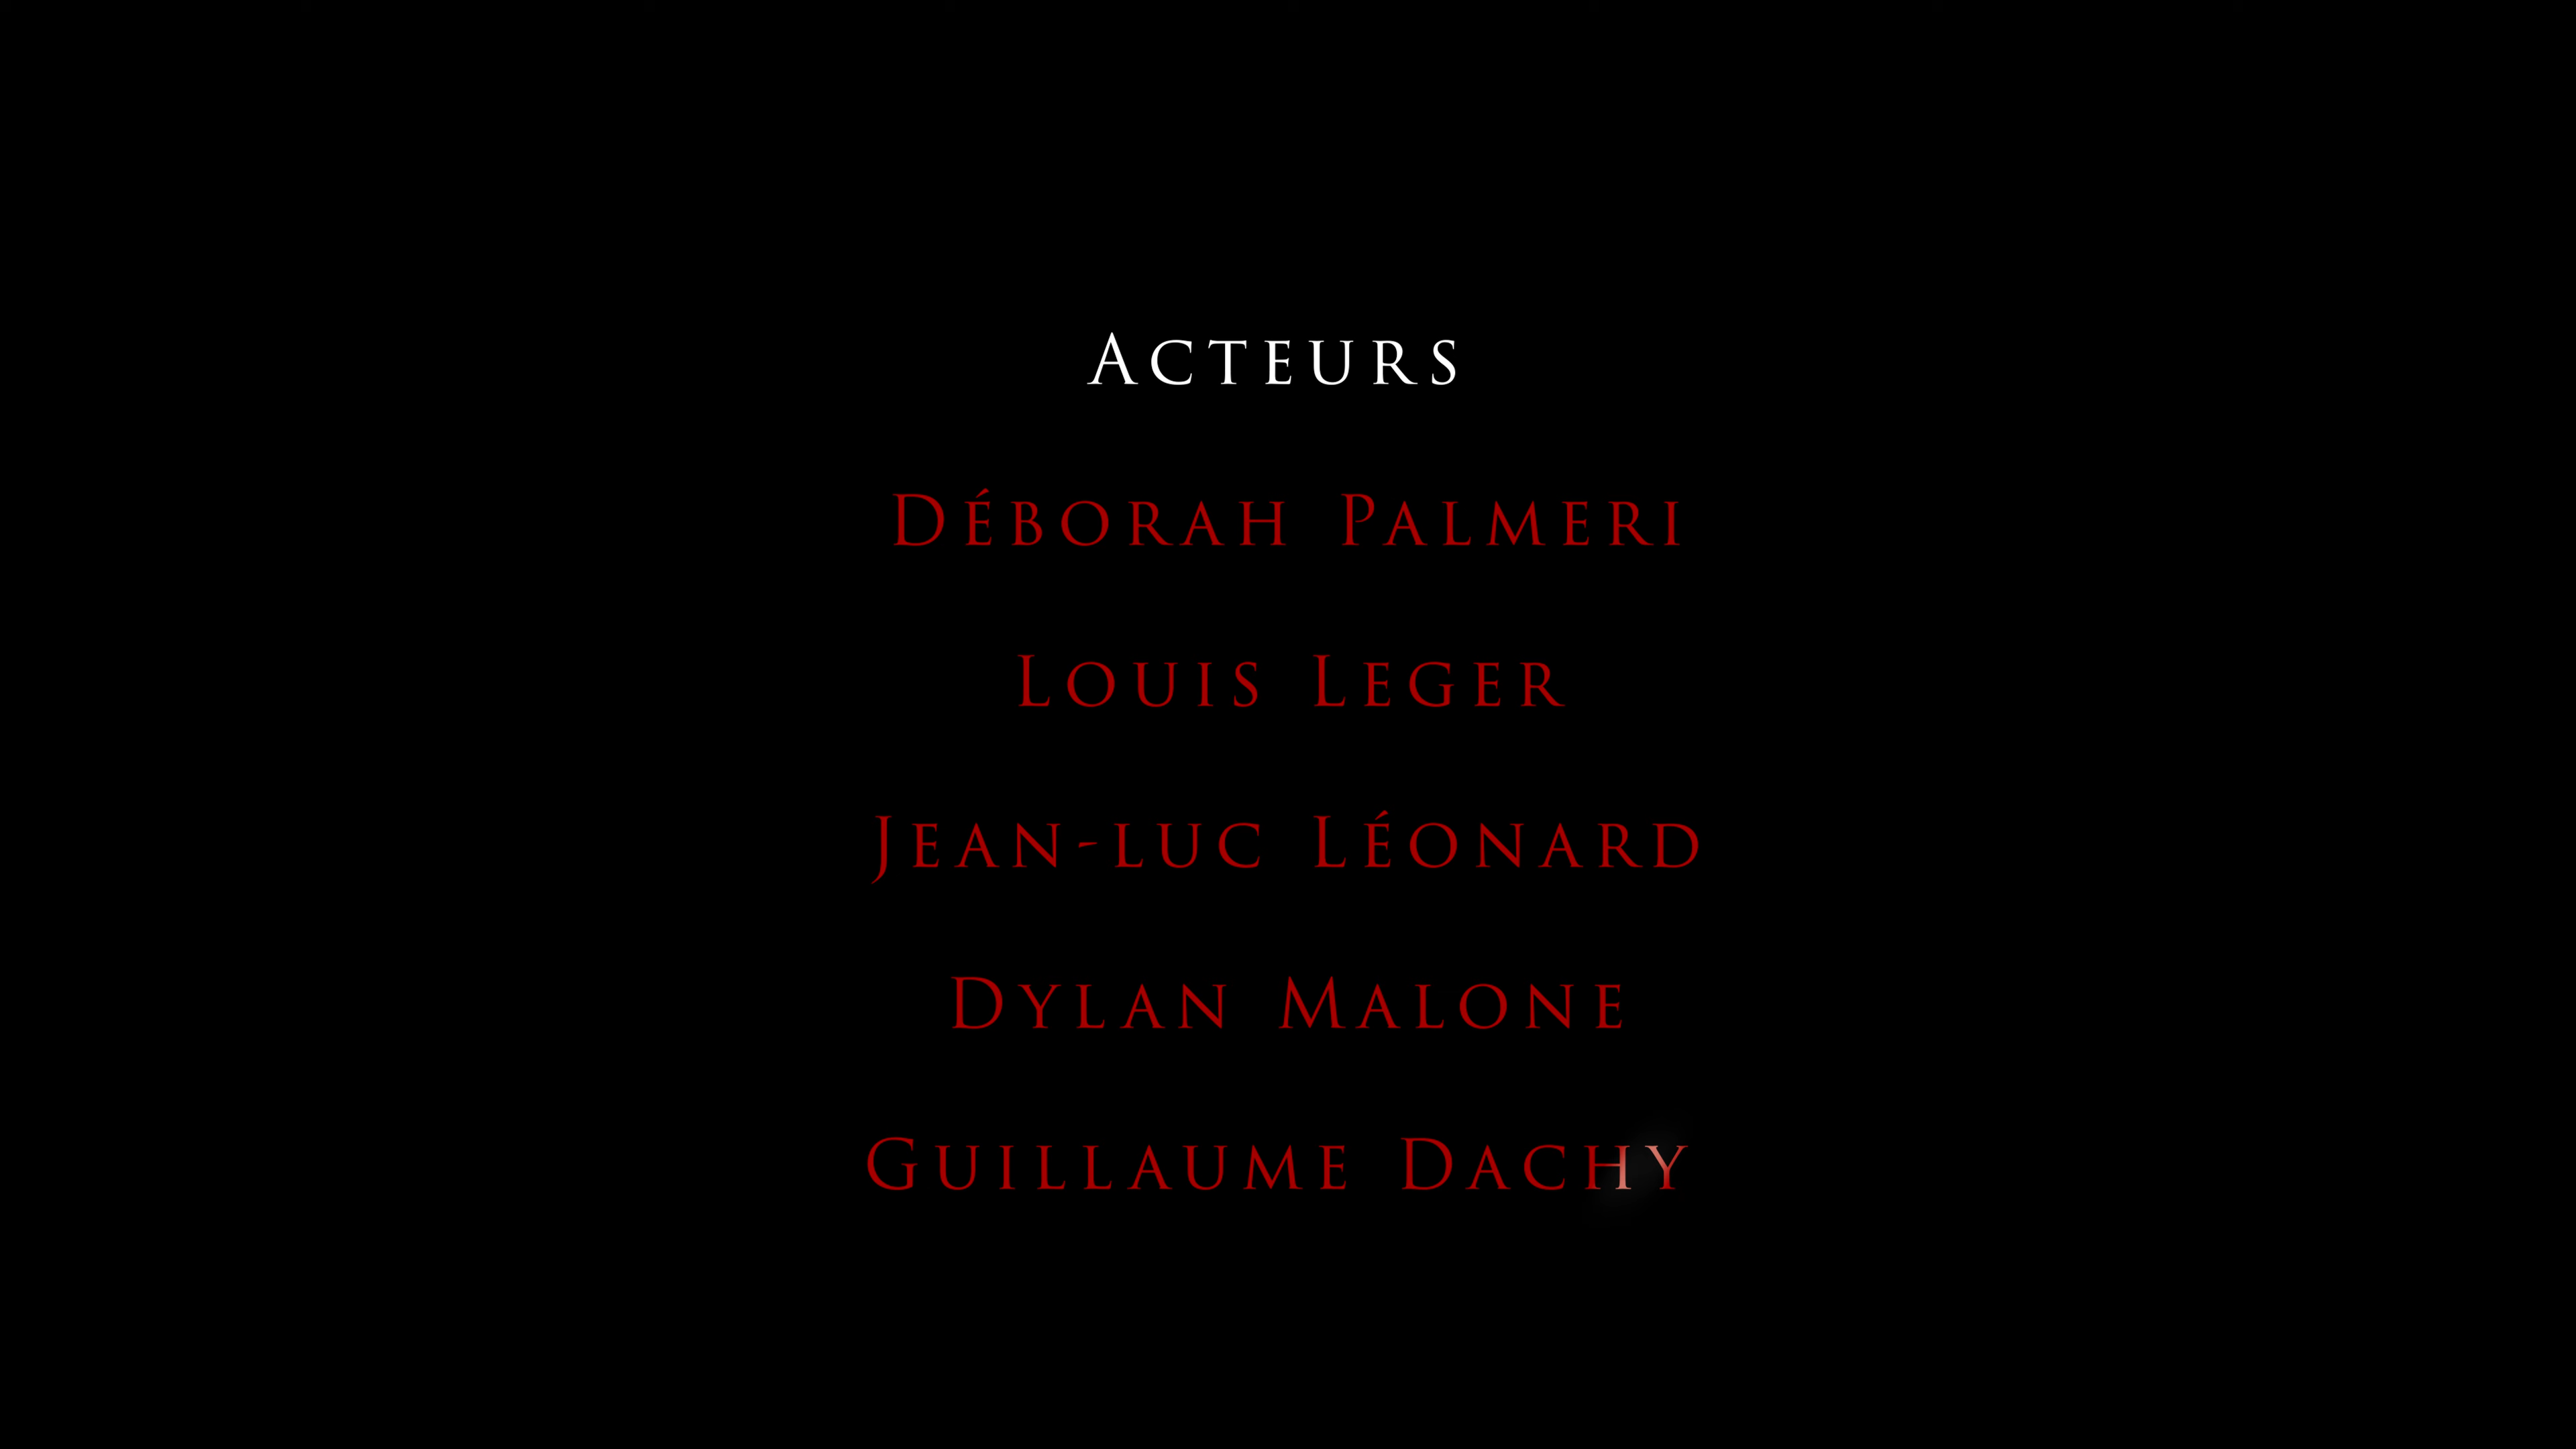 Acteurs
Déborah Palmeri
Louis Leger
Jean-luc Léonard
Dylan Malone
Guillaume Dachy